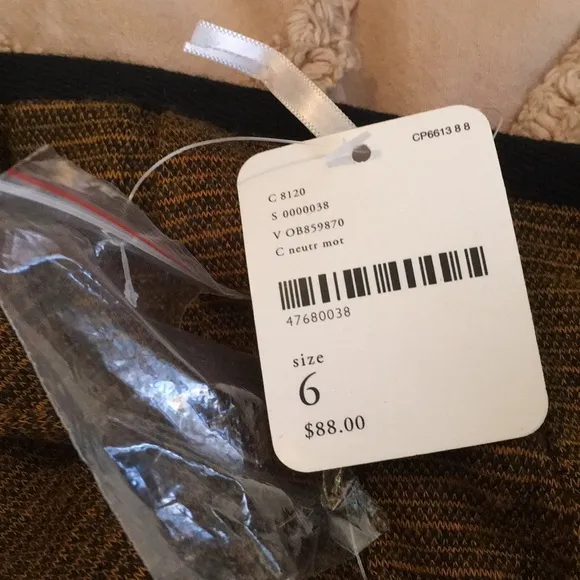 CP6613 8 8
C 8120
S 0000038
V OB859870
C neutr mot
47680038
size
6
$88.00